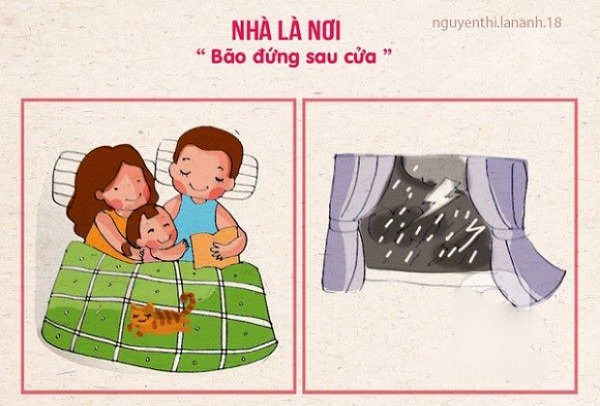 NHÀ LÀ NƠI
nguyenthi.lananh.18
“ Bão đứng sau cửa ”